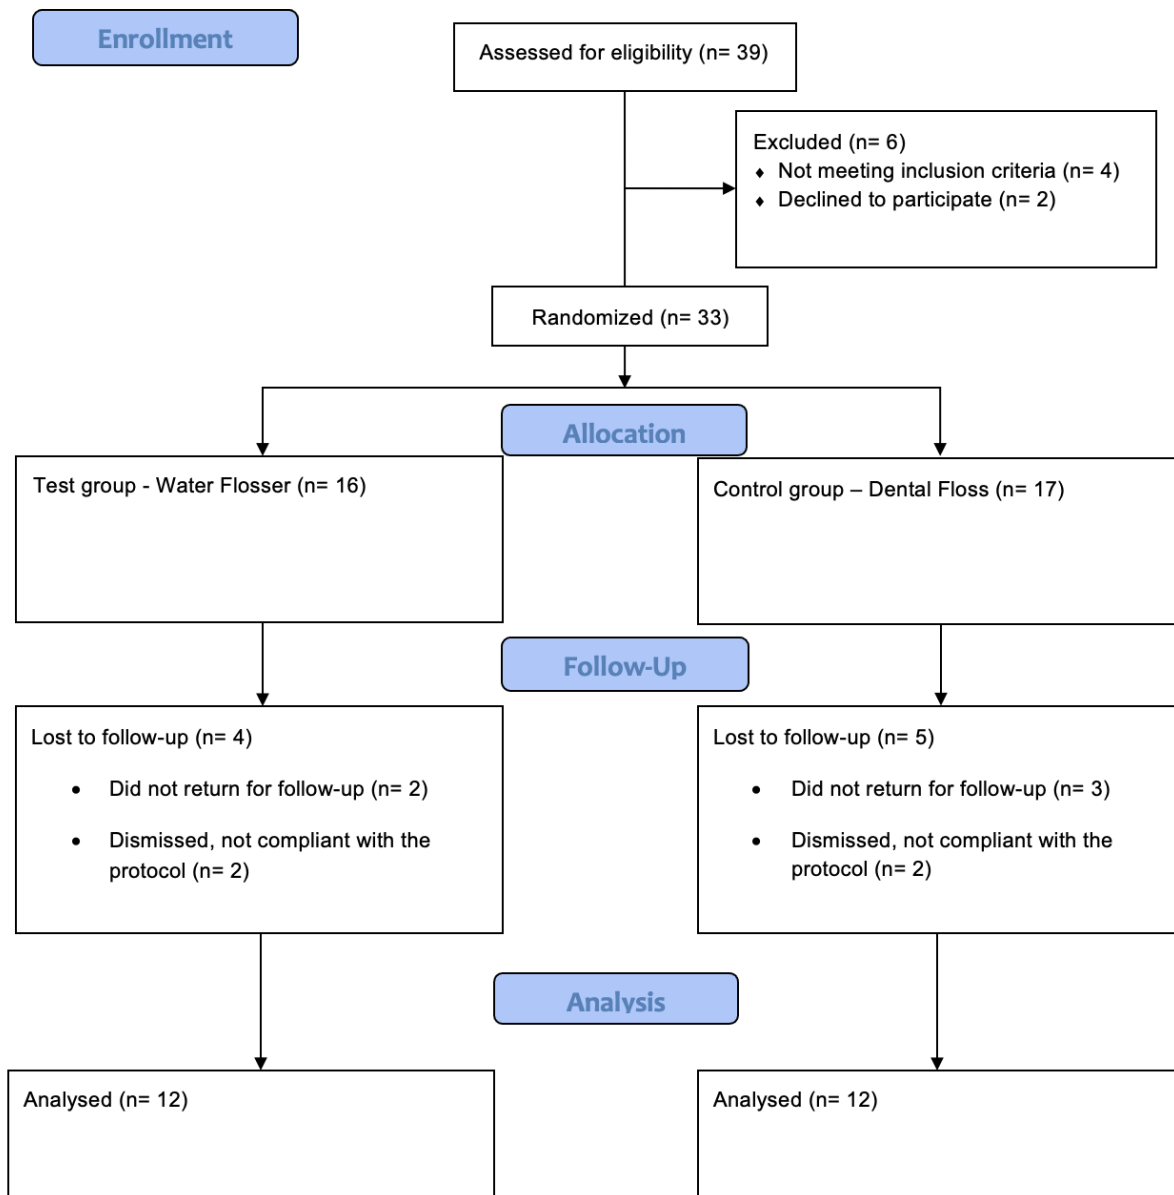 Enrollment
Assessed for eligibility (n= 39)
Excluded (n= 6)
♦ Not meeting inclusion criteria (n= 4)
♦ Declined to participate (n= 2)
Randomized (n= 33)
Allocation
Test group - Water Flosser (n= 16)
Control group – Dental Floss (n= 17)
Follow-Up
Lost to follow-up (n= 4)
• Did not return for follow-up (n= 2)
• Dismissed, not compliant with the
protocol (n= 2)
Lost to follow-up (n= 5)
• Did not return for follow-up (n= 3)
• Dismissed, not compliant with the
protocol (n= 2)
Analysis
Analysed (n= 12)
Analysed (n= 12)